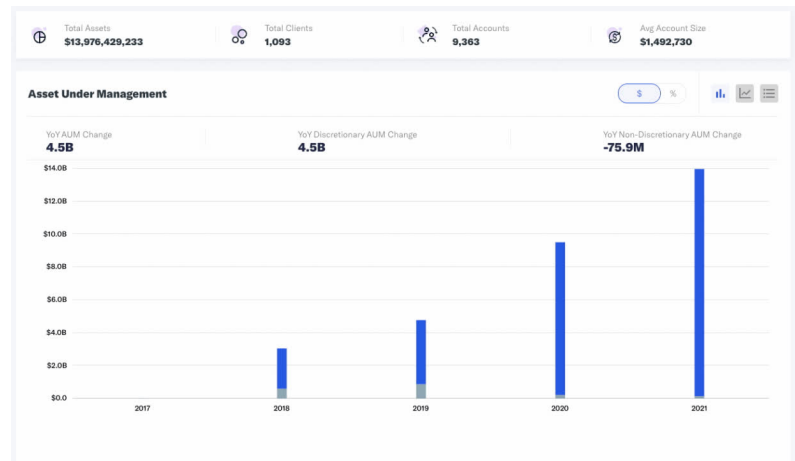 Total Assets
$13,976,429,233
Total Clients
1,093
Total Accounts
9,363
Avg Account Size
$1,492,730
Asset Under Management
$ %
YoY AUM Change
4.5B
YoY Discretionary AUM Change
4.5B
YoY Non-Discretionary AUM Change
-75.9M
$14.0B
$12.0B
$10.0B
$8.0B
$6.0B
$4.0B
$2.0B
$0.0
2017 2018 2019 2020 2021